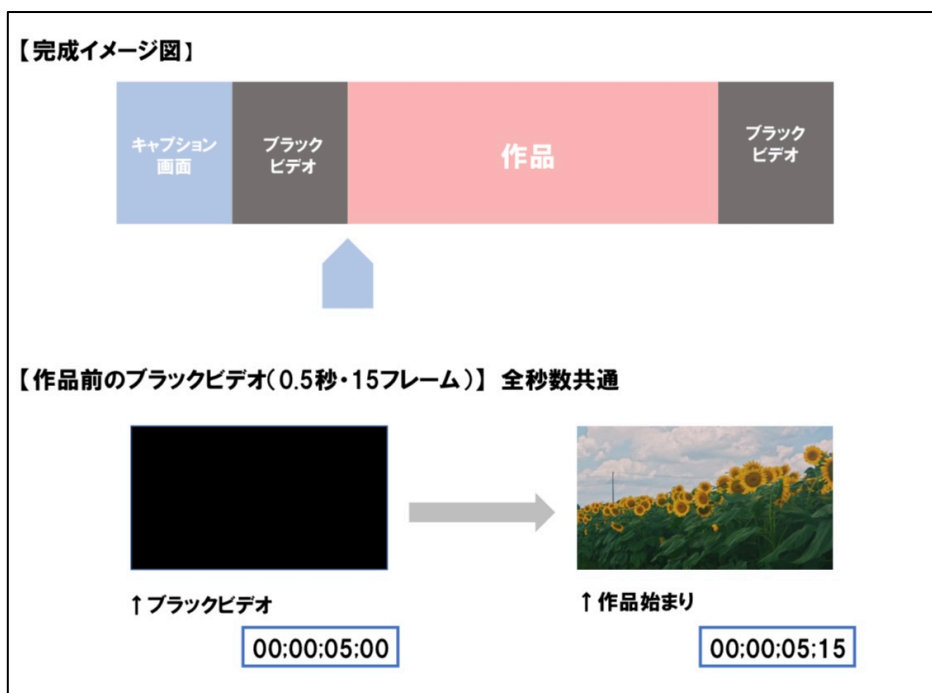 【完成イメージ図】
キャプション
画面
ブラック
ビデオ
作品
ブラック
ビデオ
【作品前のブラックビデオ(0.5秒・15フレーム)】 全秒数共通
↑ブラックビデオ
00;00;05;00
↑作品始まり
00;00;05;15